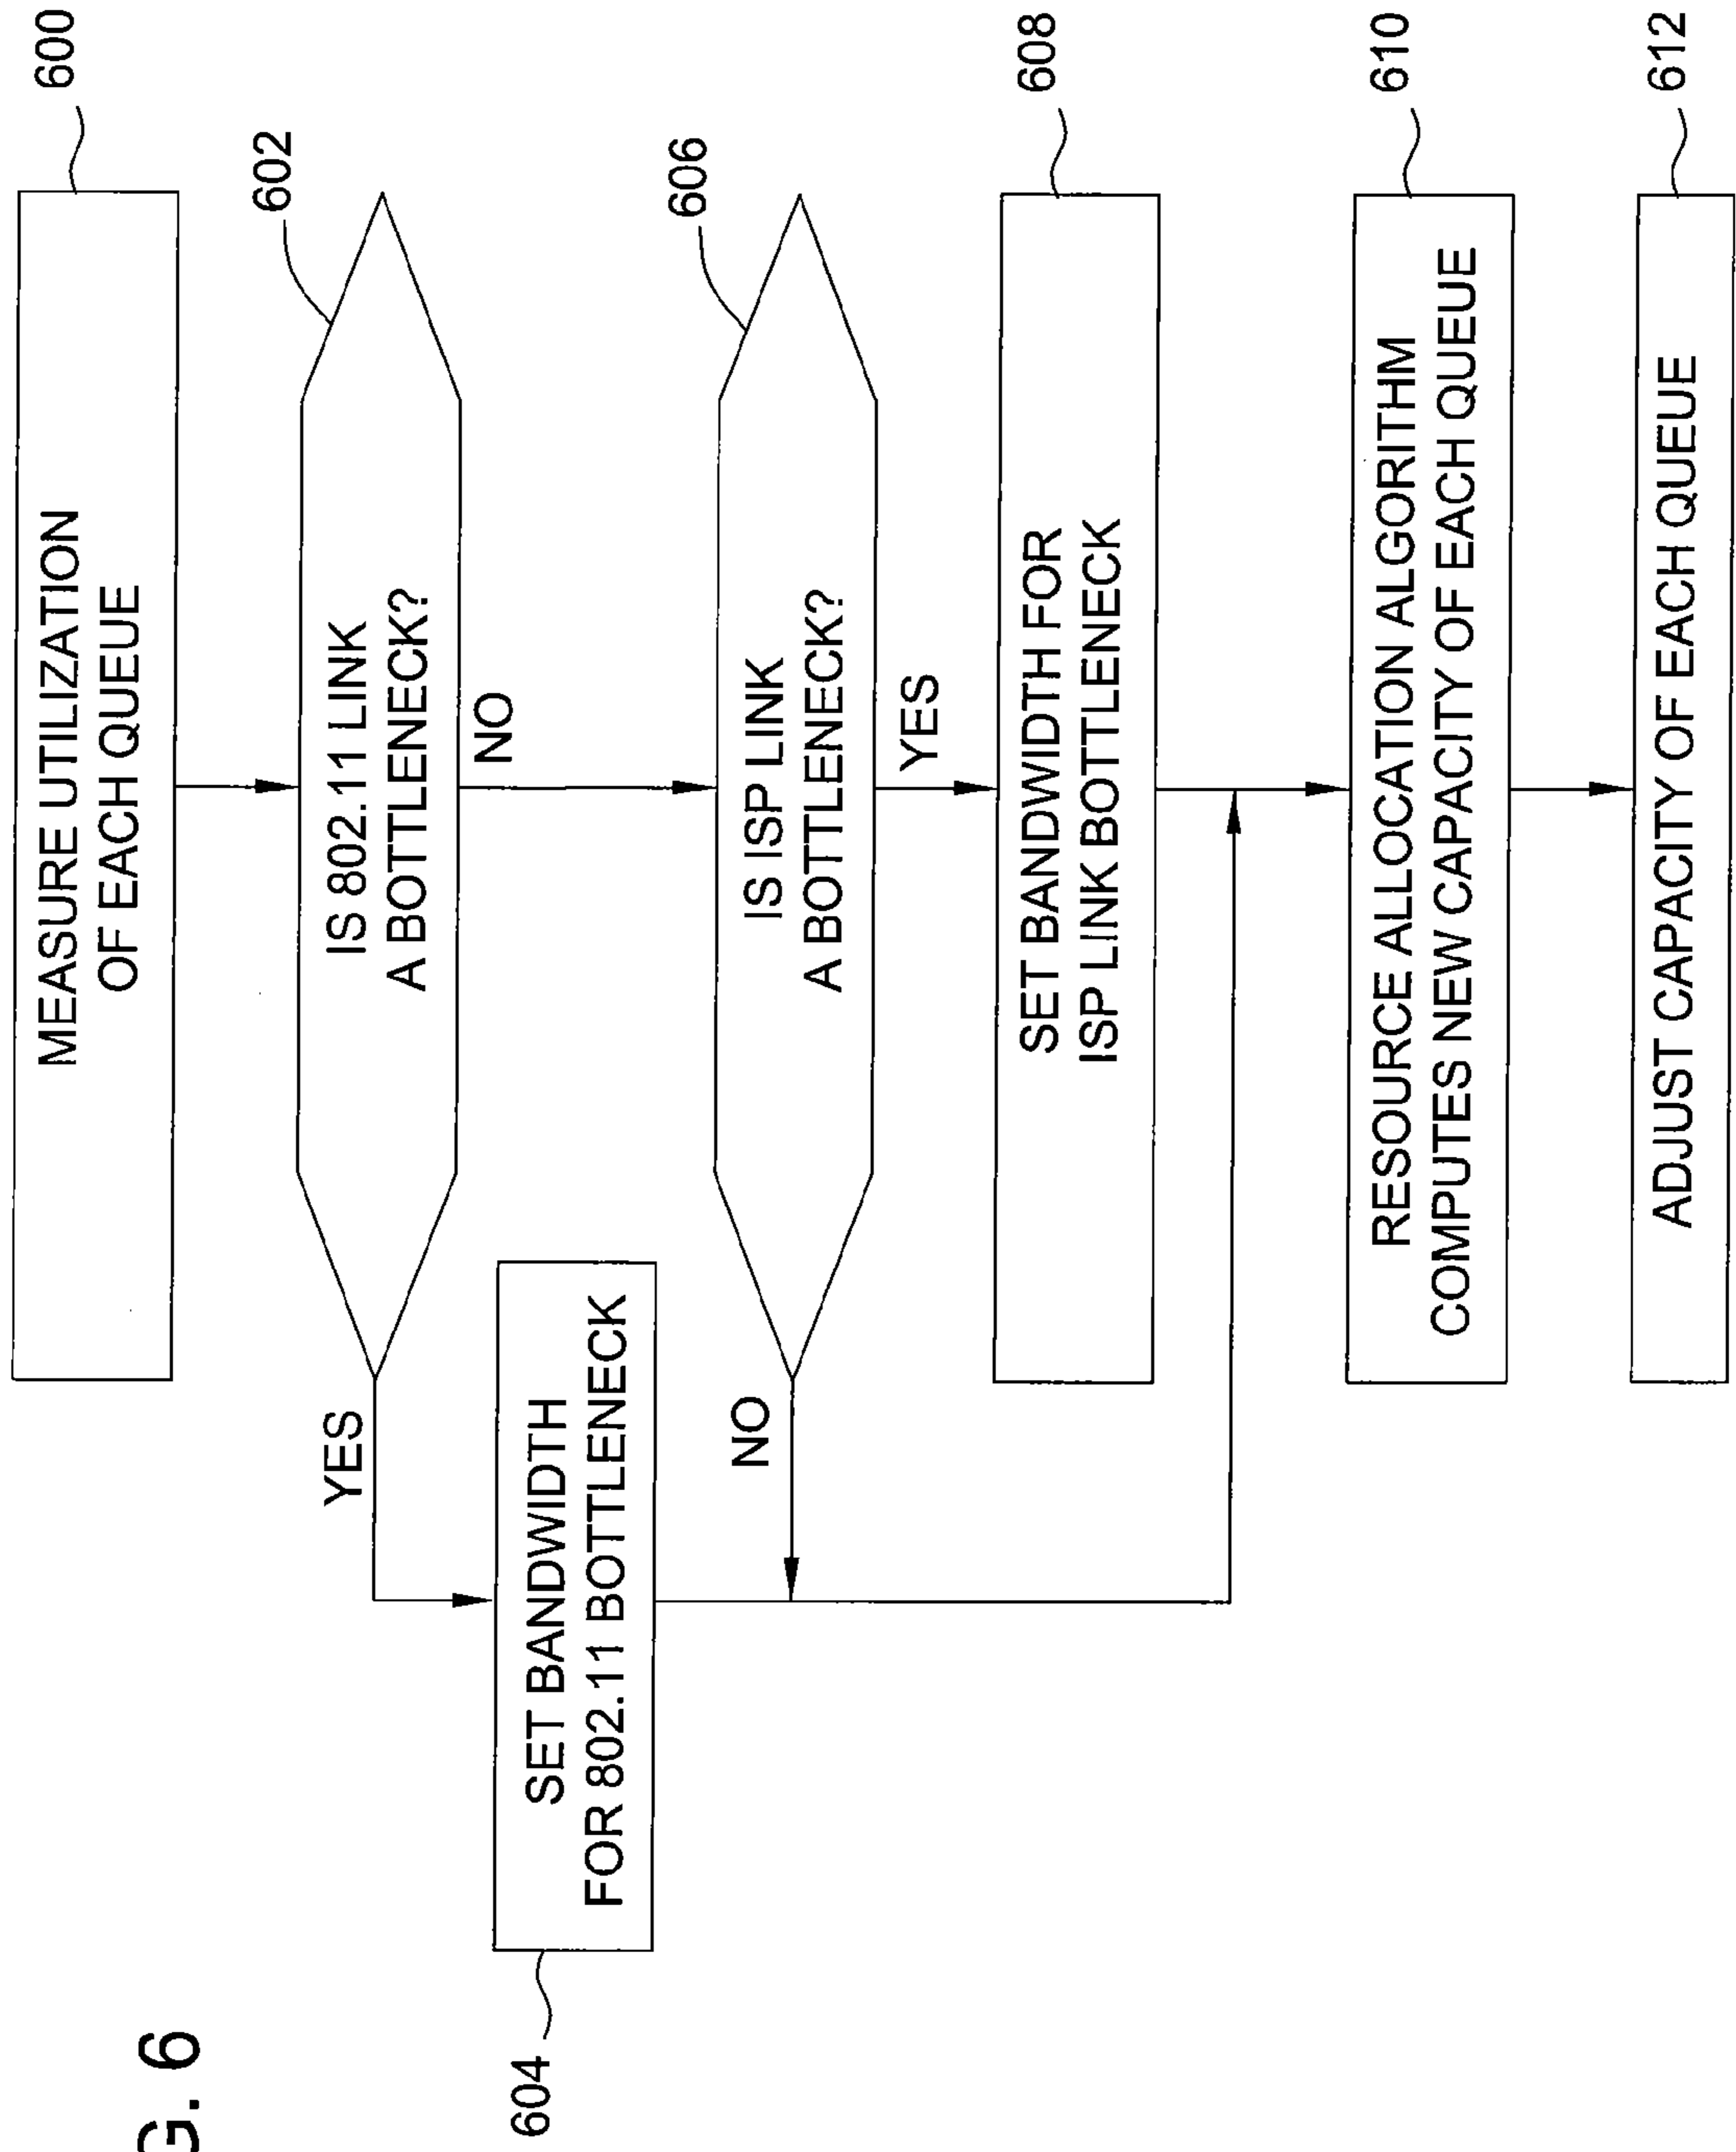 G. 6
600
MEASURE UTILIZATION
OF EACH QUEUE
602
IS 802.11 LINK
A BOTTLENECK?
YES
NO
604
SET BANDWIDTH
FOR 802.11 BOTTLENECK
606
IS ISP LINK
A BOTTLENECK?
NO
YES
608
SET BANDWIDTH FOR
ISP LINK BOTTLENECK
610
RESOURCE ALLOCATION ALGORITHM
COMPUTES NEW CAPACITY OF EACH QUEUE
612
ADJUST CAPACITY OF EACH QUEUE